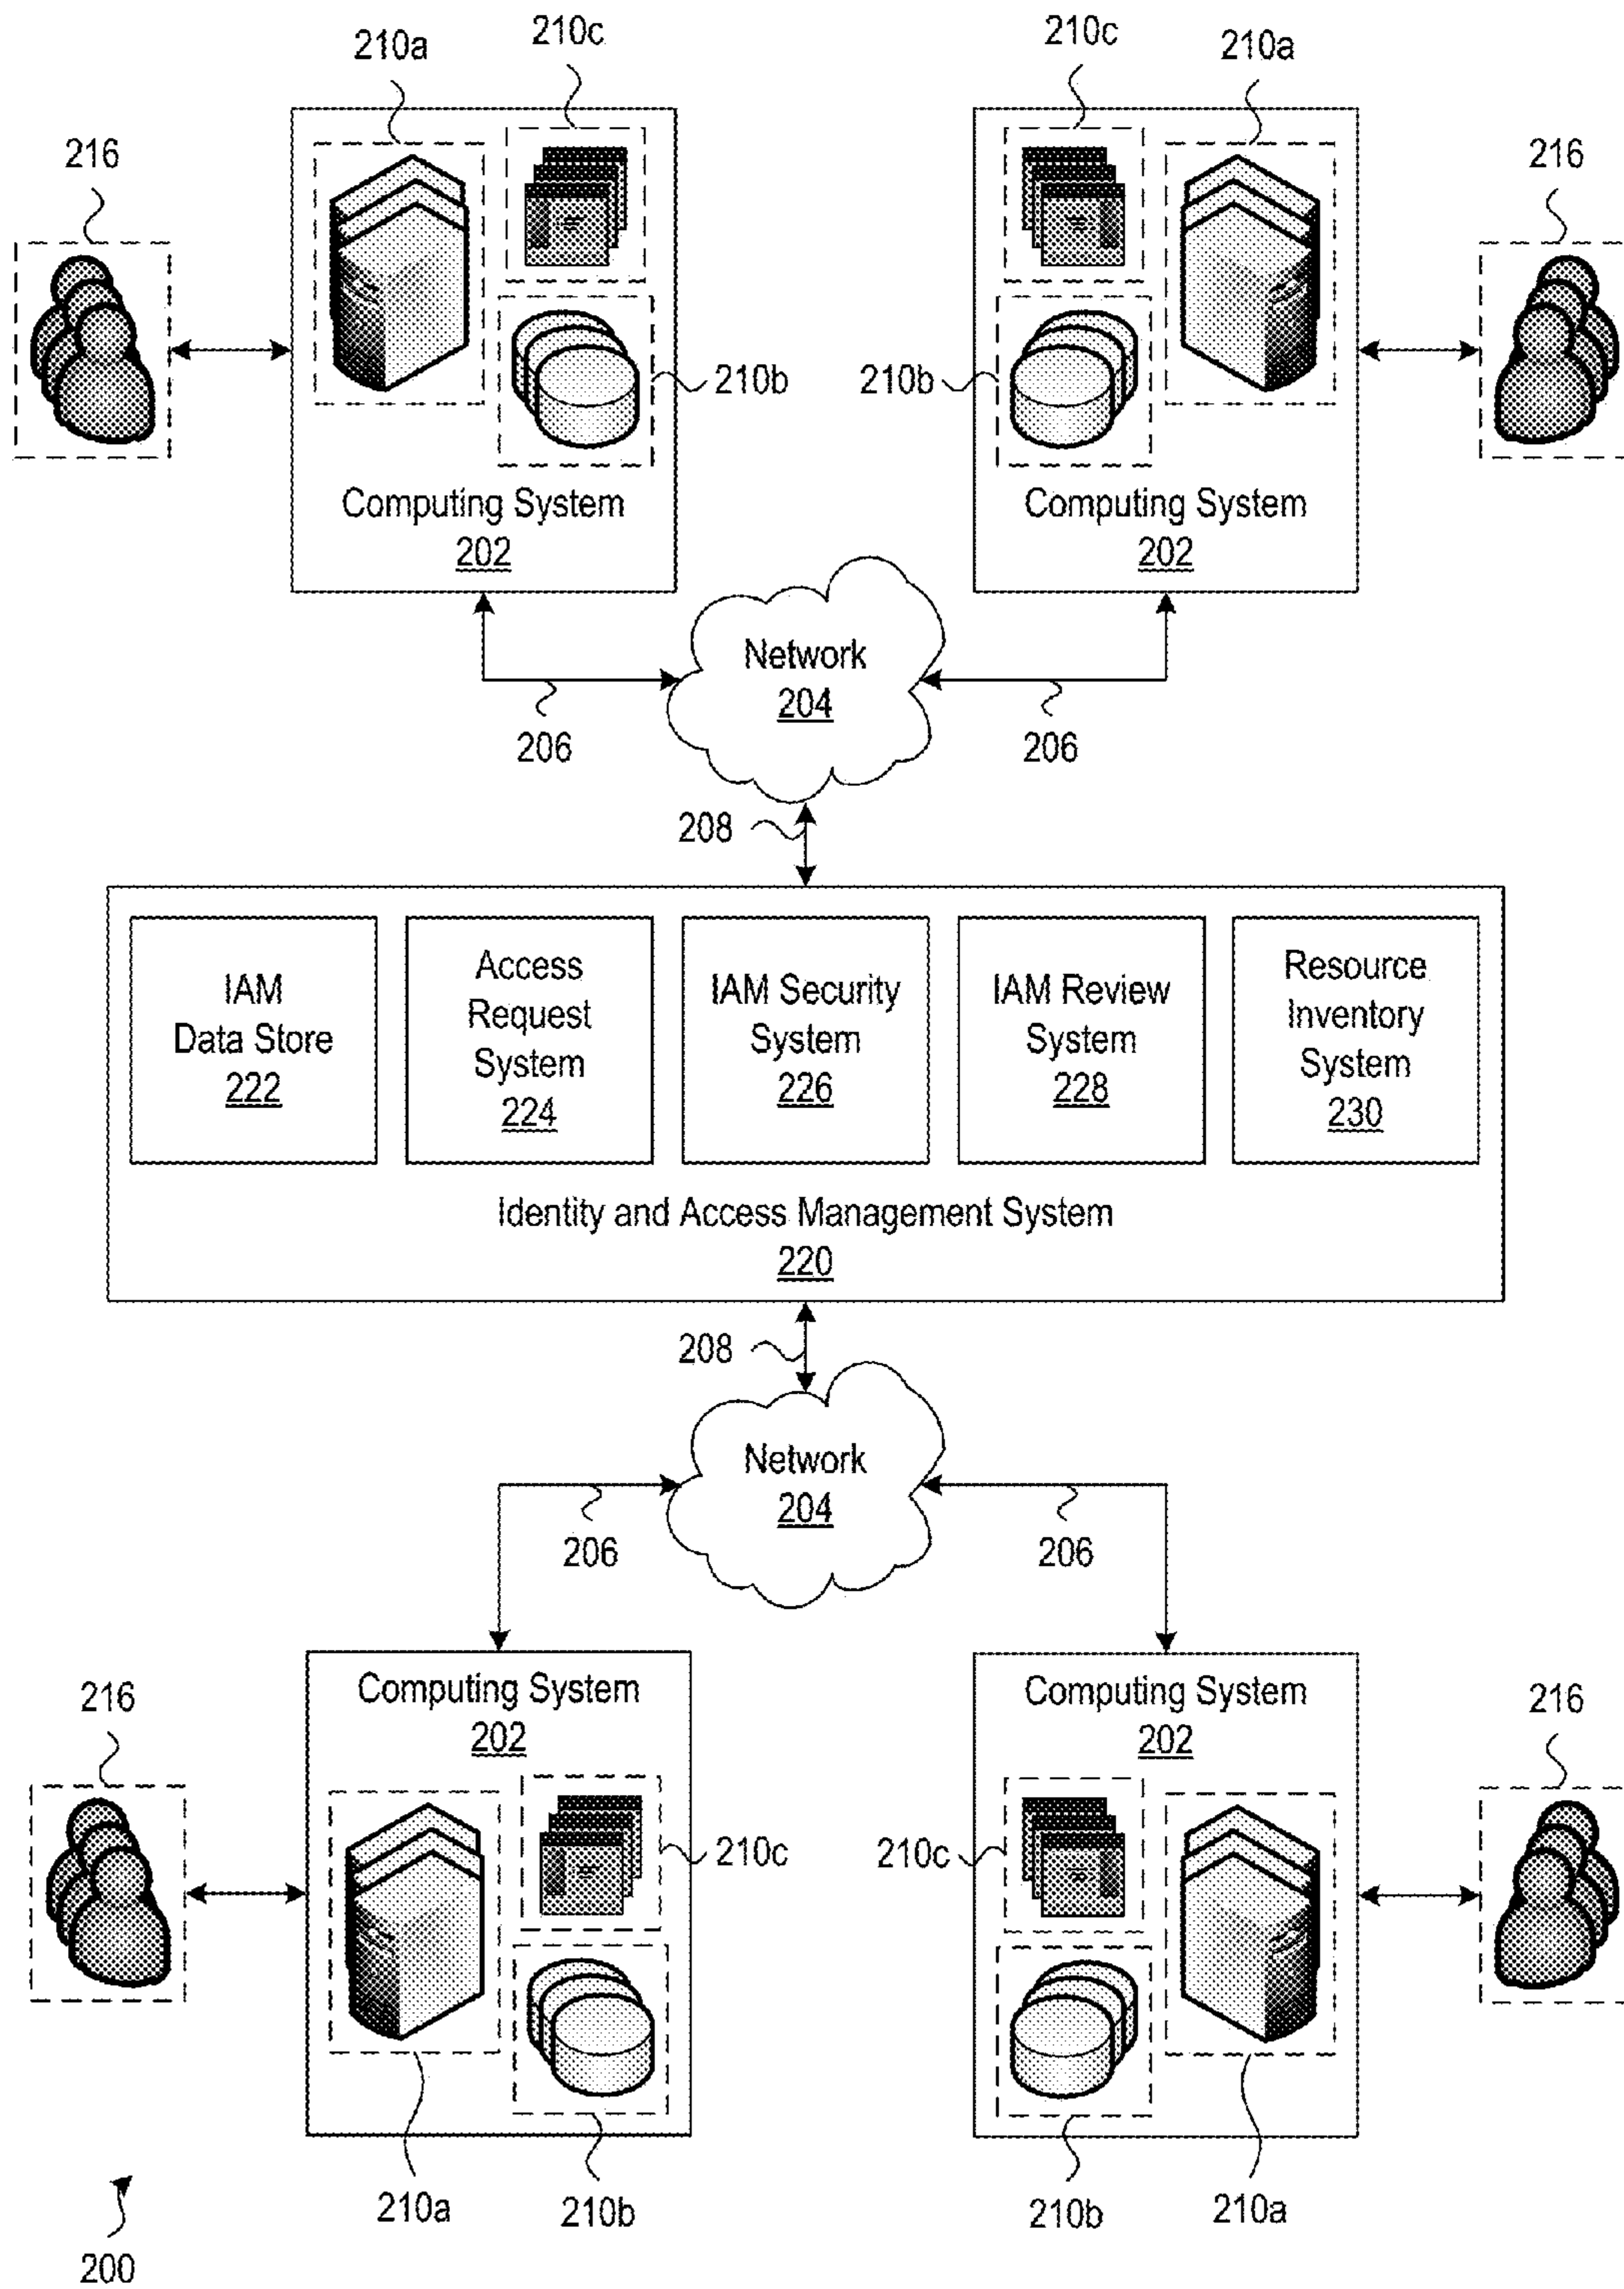 210a
210c
210c
210a
216
216
210b
210b
Computing System
202
Computing System
202
Network
204
206
206
208
IAM
Data Store
222
Access
Request
System
224
IAM Security
System
226
IAM Review
System
228
Resource
Inventory
System
230
Identity and Access Management System
220
208
Network
204
206
206
216
Computing System
202
Computing System
202
216
210c
210c
210a
210b
210b
210a
200